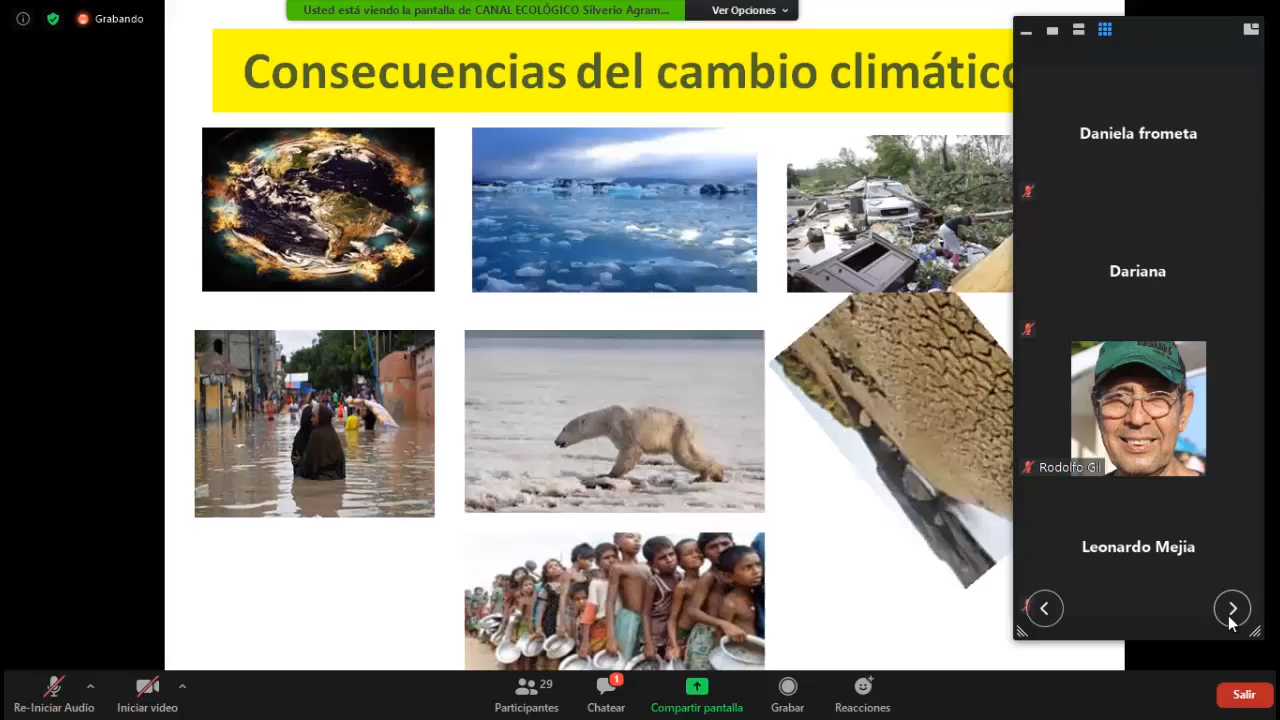 Grabando
Usted está viendo la pantalla de CANAL ECOLÓGICO Silverio Agram...
Ver Opciones
Consecuencias del cambio climático
Daniela frometa
Dariana
Rodolfo Gil
Leonardo Mejia
Re-Iniciar Audio
Iniciar video
Participantes
29
Chatear
1
Compartir pantalla
Grabar
Reacciones
Salir